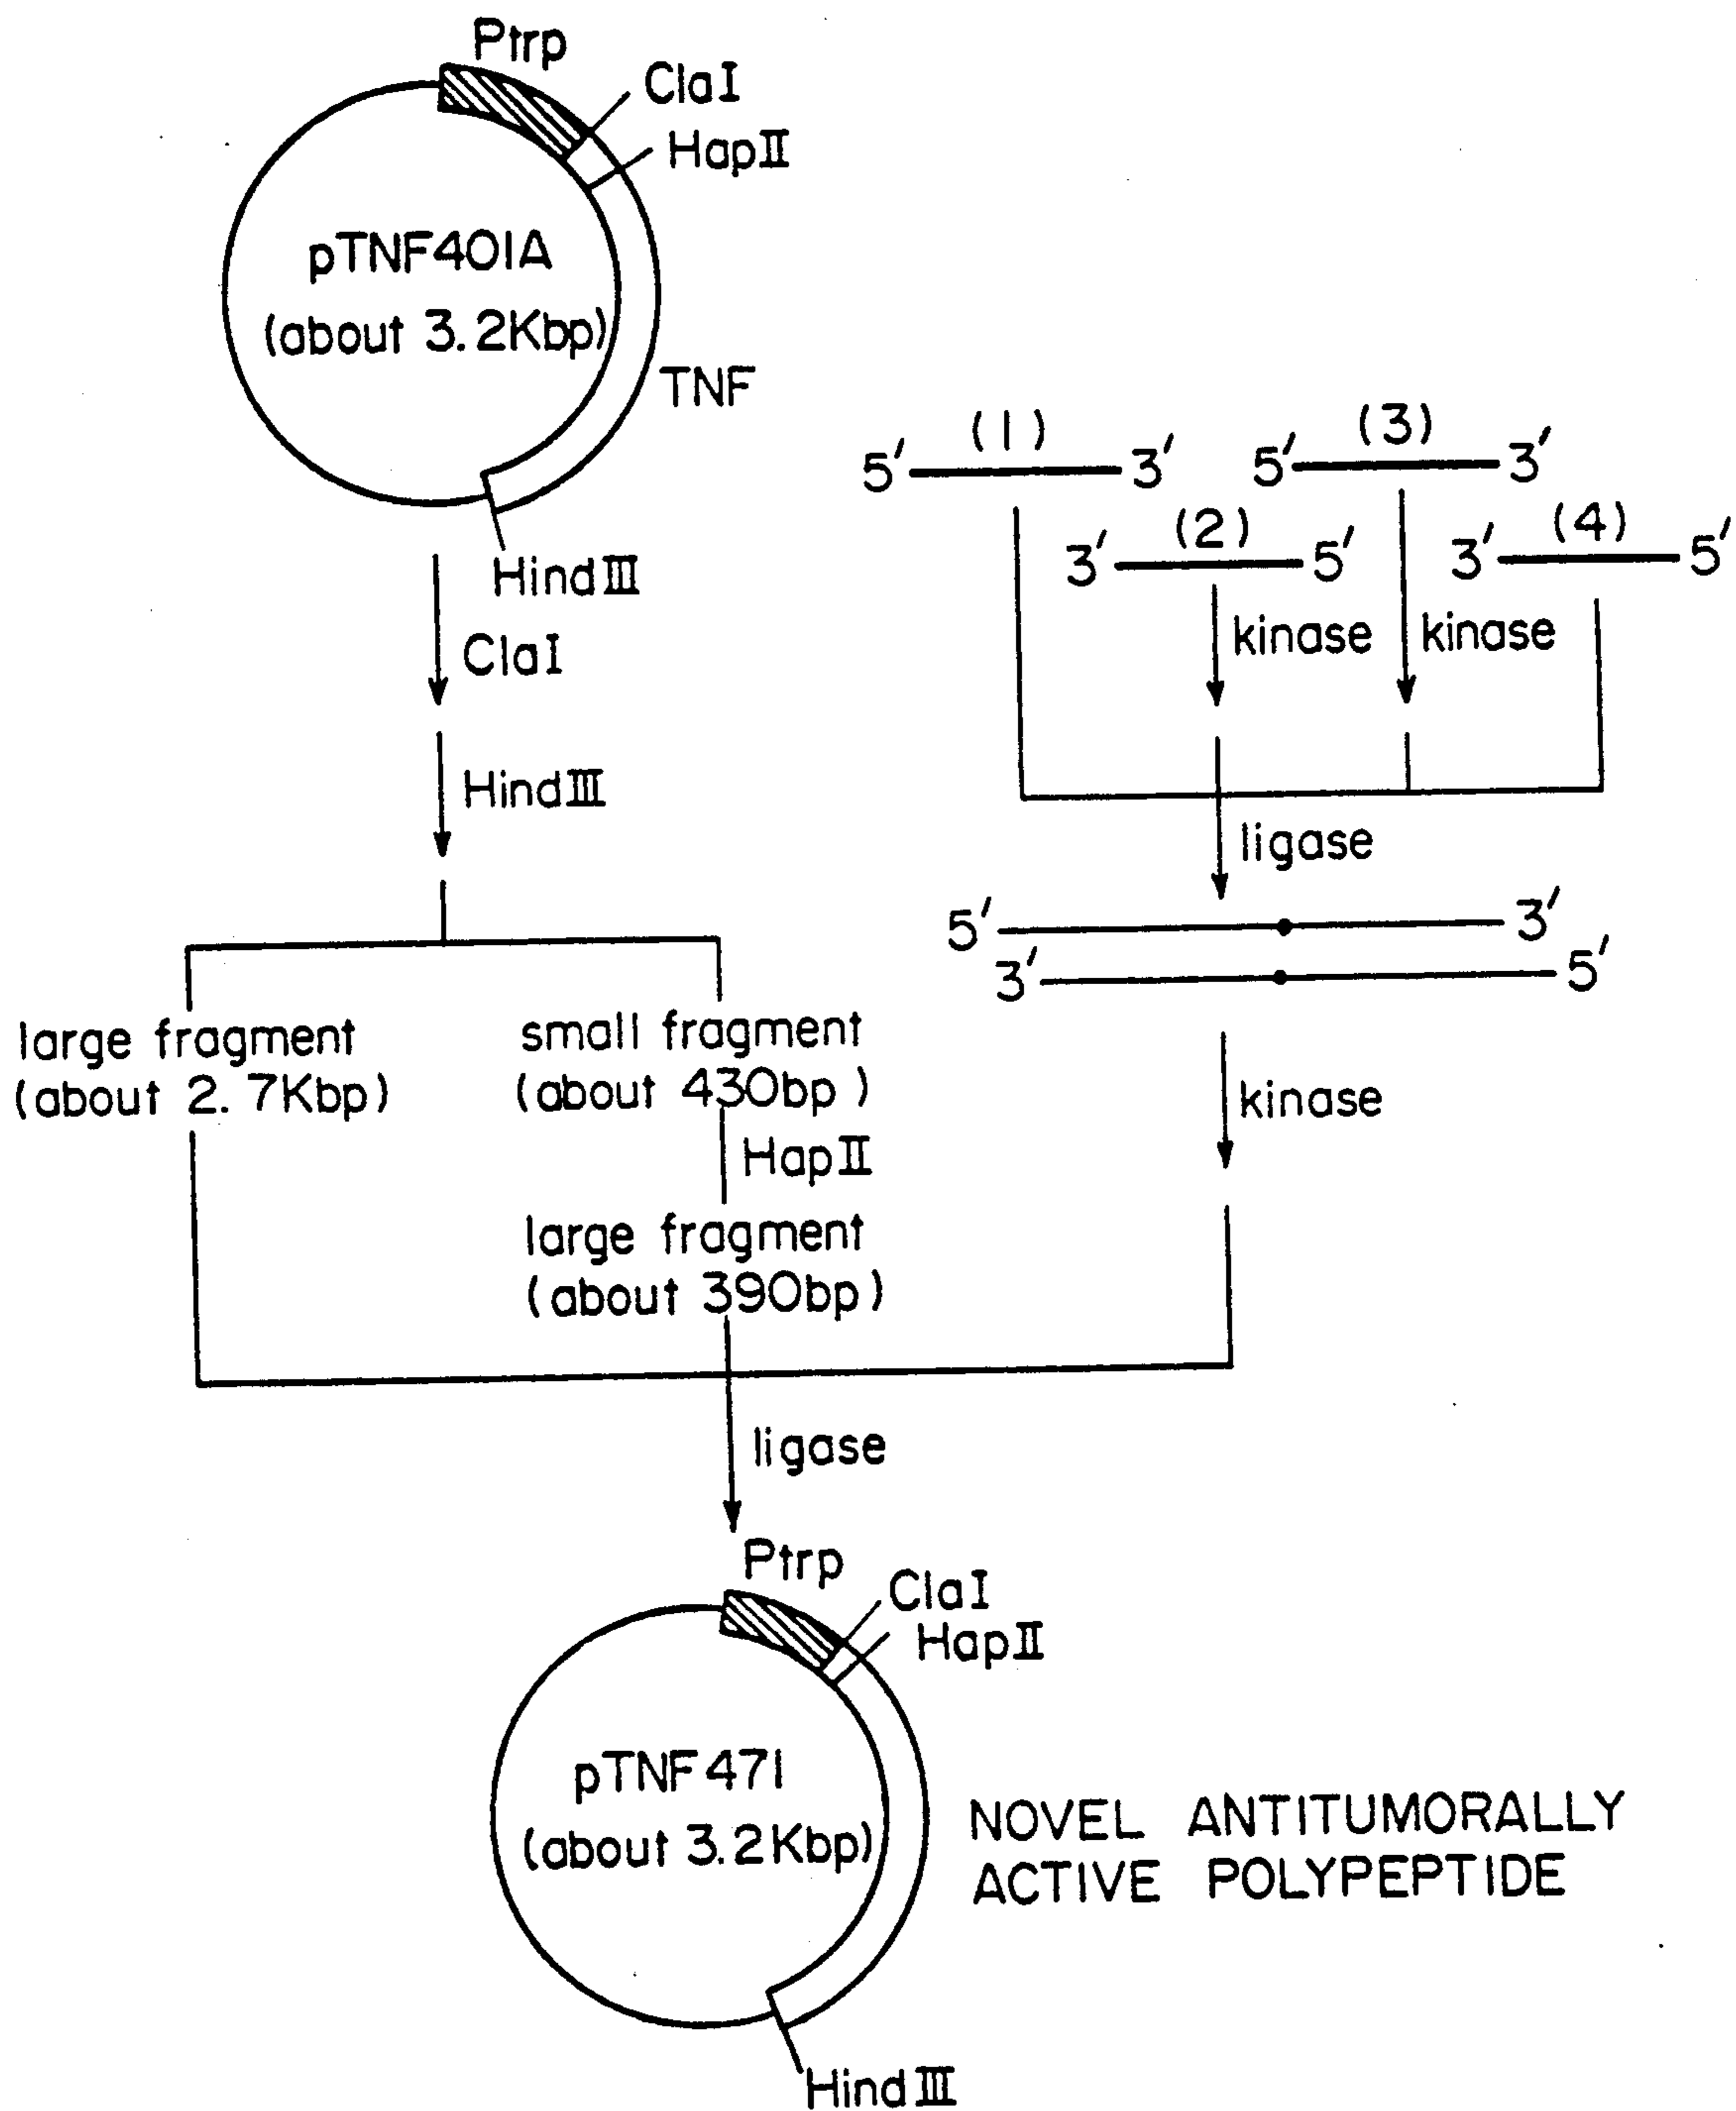 Ptrp
ClaI
HapII
pTNF401A
(about 3.2Kbp)
TNF
HindIII
ClaI
HindIII
(1)
5′ 3′
(3)
5′ 3′
(2)
3′ 5′
(4)
3′ 5′
kinase
kinase
ligase
5′ 3′
3′ 5′
kinase
large fragment
(about 2.7Kbp)
small fragment
(about 430bp)
HapII
large fragment
(about 390bp)
ligase
Ptrp
ClaI
HapII
pTNF471
(about 3.2Kbp)
NOVEL ANTITUMORALLY
ACTIVE POLYPEPTIDE
HindIII